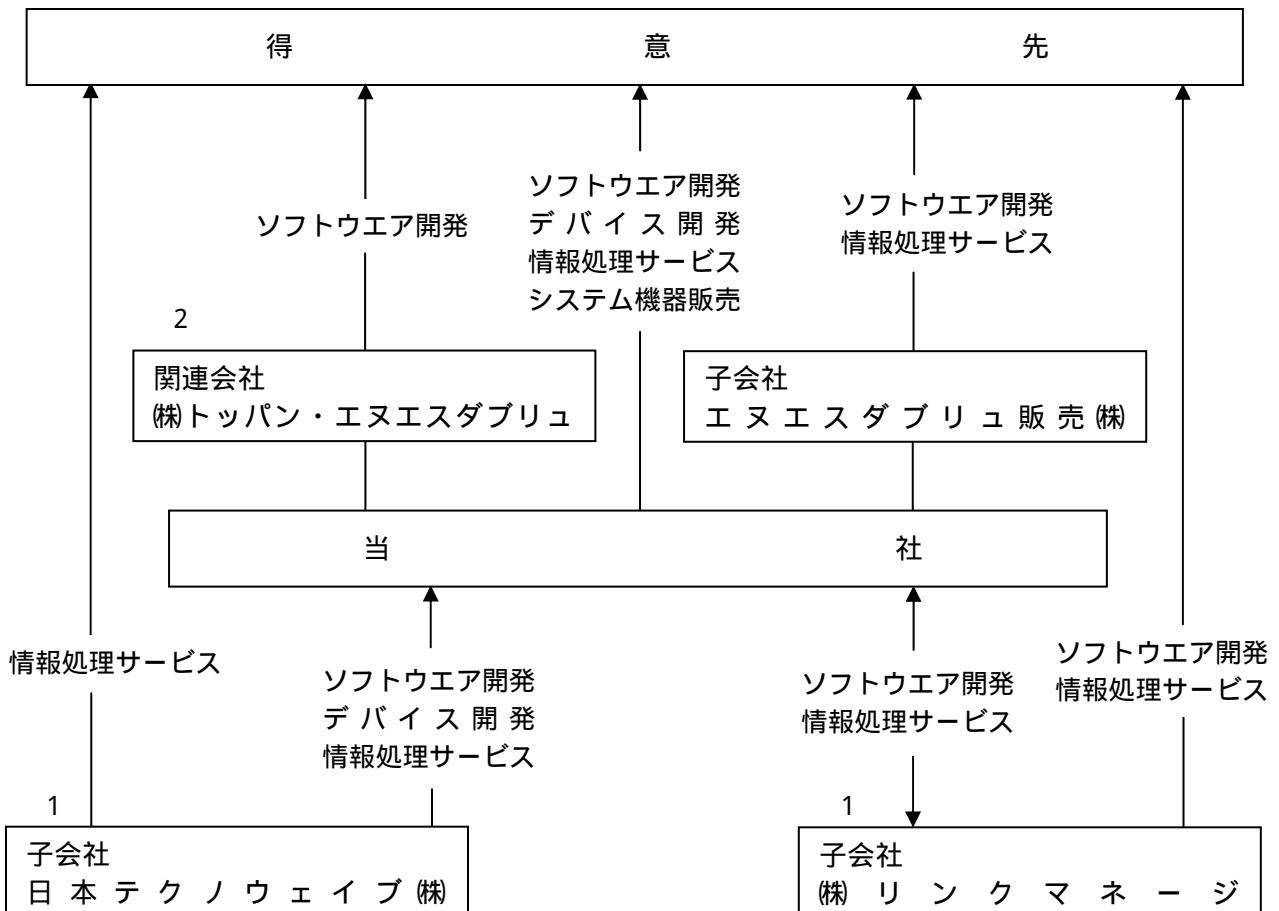 得意先
ソフトウエア開発
ソフトウエア開発
デバイス開発
情報処理サービス
システム機器販売
ソフトウエア開発
情報処理サービス
2
関連会社
㈱トッパン・エヌエスダブリュ
子会社
エヌエスダブリュ販売㈱
当社
情報処理サービス
ソフトウエア開発
デバイス開発
情報処理サービス
ソフトウエア開発
情報処理サービス
ソフトウエア開発
情報処理サービス
1
子会社
日本テクノウェイブ㈱
1
子会社
㈱リンクマネージ